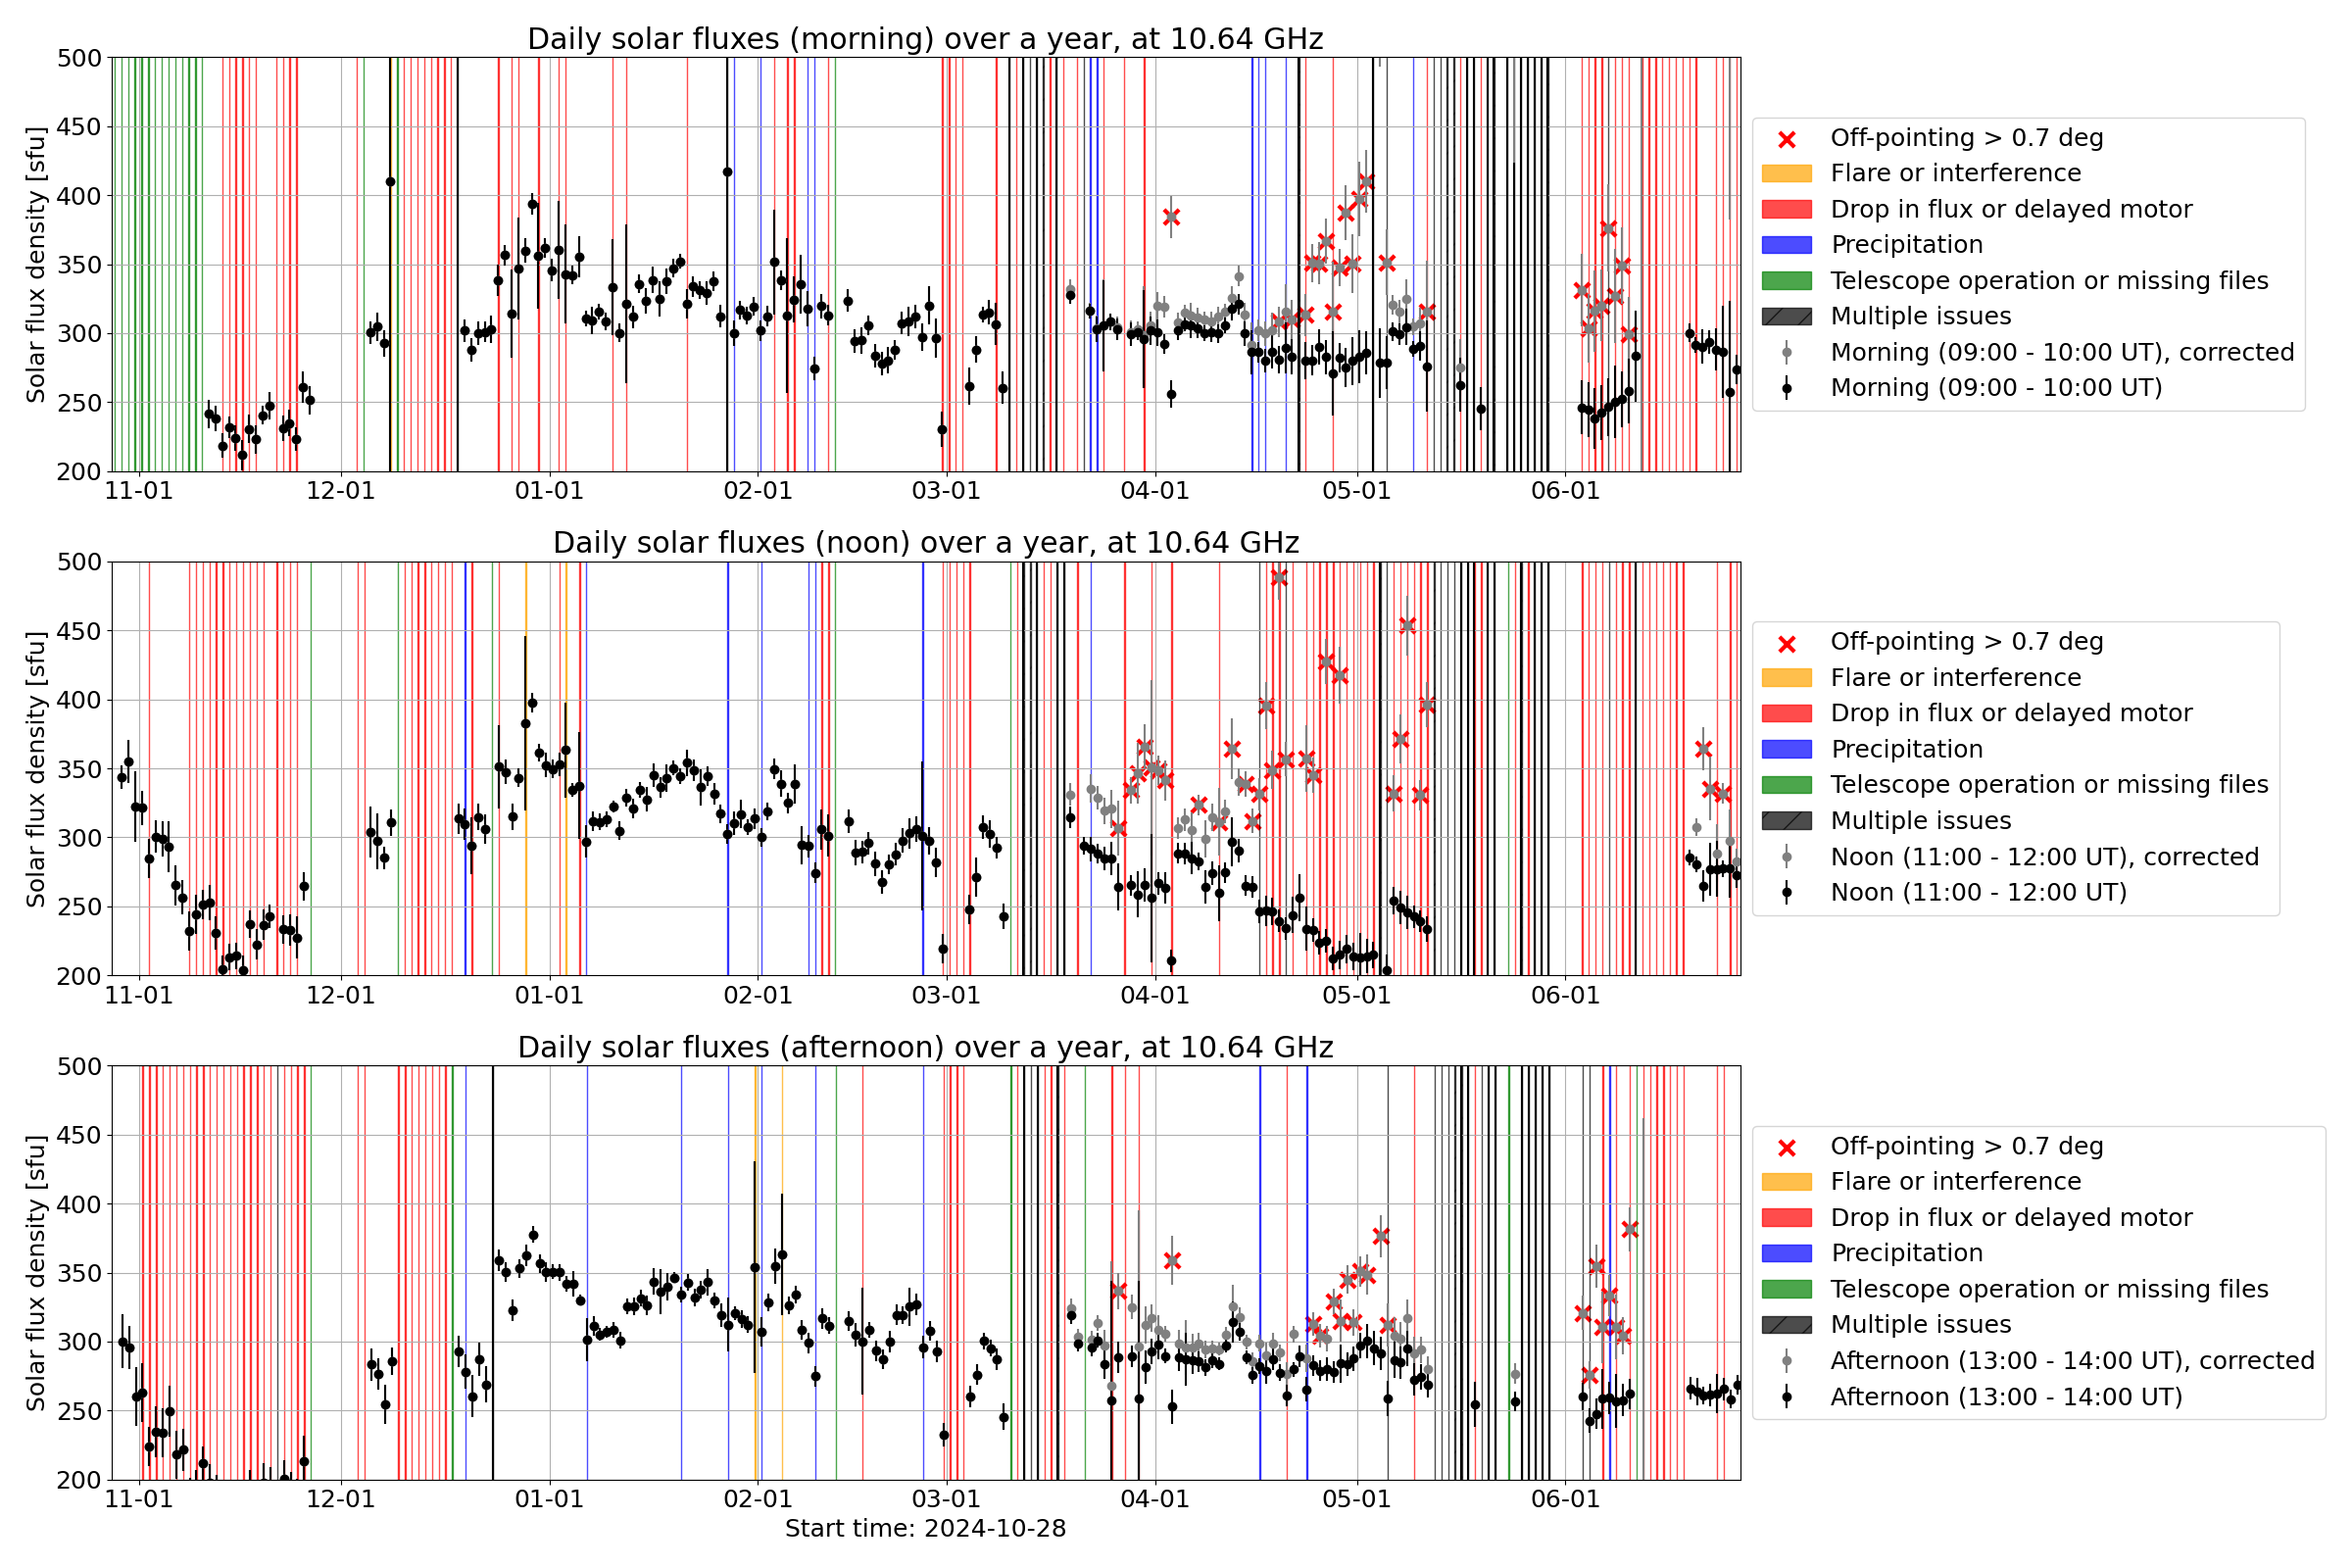 Daily solar fluxes (morning) over a year, at 10.64 GHz
Solar flux density [sfu]
500
450
400
350
300
250
200
11-01 12-01 01-01 02-01 03-01 04-01 05-01 06-01
Off-pointing > 0.7 deg
Flare or interference
Drop in flux or delayed motor
Precipitation
Telescope operation or missing files
Multiple issues
Morning (09:00 - 10:00 UT), corrected
Morning (09:00 - 10:00 UT)
Daily solar fluxes (noon) over a year, at 10.64 GHz
Solar flux density [sfu]
500
450
400
350
300
250
200
11-01 12-01 01-01 02-01 03-01 04-01 05-01 06-01
Off-pointing > 0.7 deg
Flare or interference
Drop in flux or delayed motor
Precipitation
Telescope operation or missing files
Multiple issues
Noon (11:00 - 12:00 UT), corrected
Noon (11:00 - 12:00 UT)
Daily solar fluxes (afternoon) over a year, at 10.64 GHz
Solar flux density [sfu]
500
450
400
350
300
250
200
11-01 12-01 01-01 02-01 03-01 04-01 05-01 06-01
Off-pointing > 0.7 deg
Flare or interference
Drop in flux or delayed motor
Precipitation
Telescope operation or missing files
Multiple issues
Afternoon (13:00 - 14:00 UT), corrected
Afternoon (13:00 - 14:00 UT)
Start time: 2024-10-28